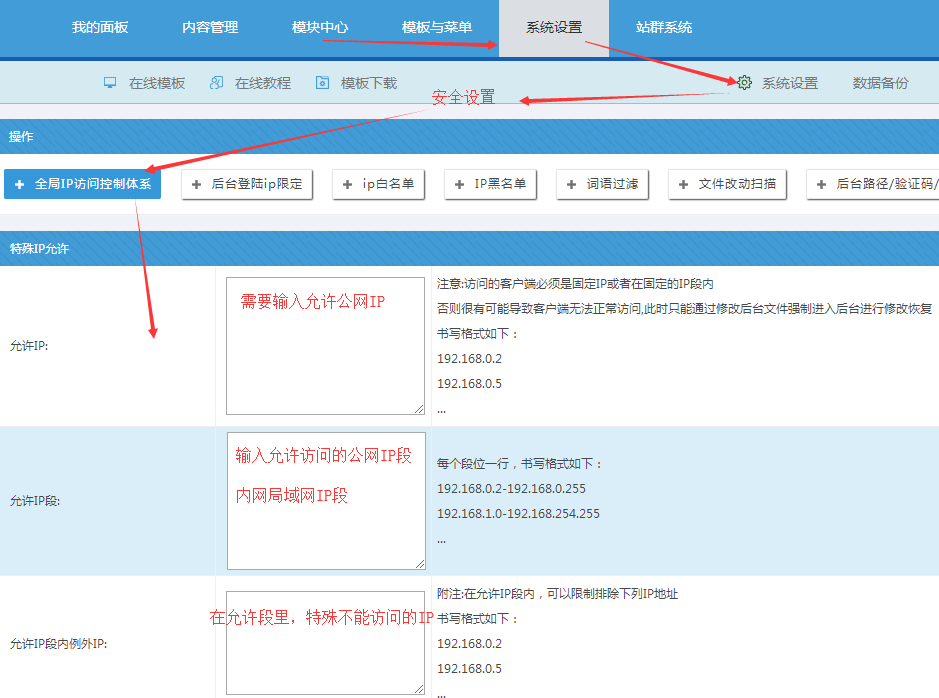 我的面板 内容管理 模块中心 模板与菜单 系统设置 站群系统
在线模板 在线教程 模板下载 系统设置 数据备份
安全设置
操作
全局IP访问控制体系 后台登陆ip限定 ip白名单 IP黑名单 词语过滤 文件改动扫描 后台路径/验证码/
特殊IP允许
允许IP:
需要输入允许公网IP
注意:访问的客户端必须是固定IP或者在固定的IP段内
否则很有可能导致客户端无法正常访问,此时只能通过修改后台文件强制进入后台进行修改恢复
书写格式如下：
192.168.0.2
192.168.0.5
...
允许IP段:
输入允许访问的公网IP段
内网局域网IP段
每个段位一行，书写格式如下：
192.168.0.2-192.168.0.255
192.168.1.0-192.168.254.255
...
允许IP段内例外IP:
在允许段里，特殊不能访问的IP
附注:在允许IP段内，可以限制排除下列IP地址
书写格式如下：
192.168.0.2
192.168.0.5
...